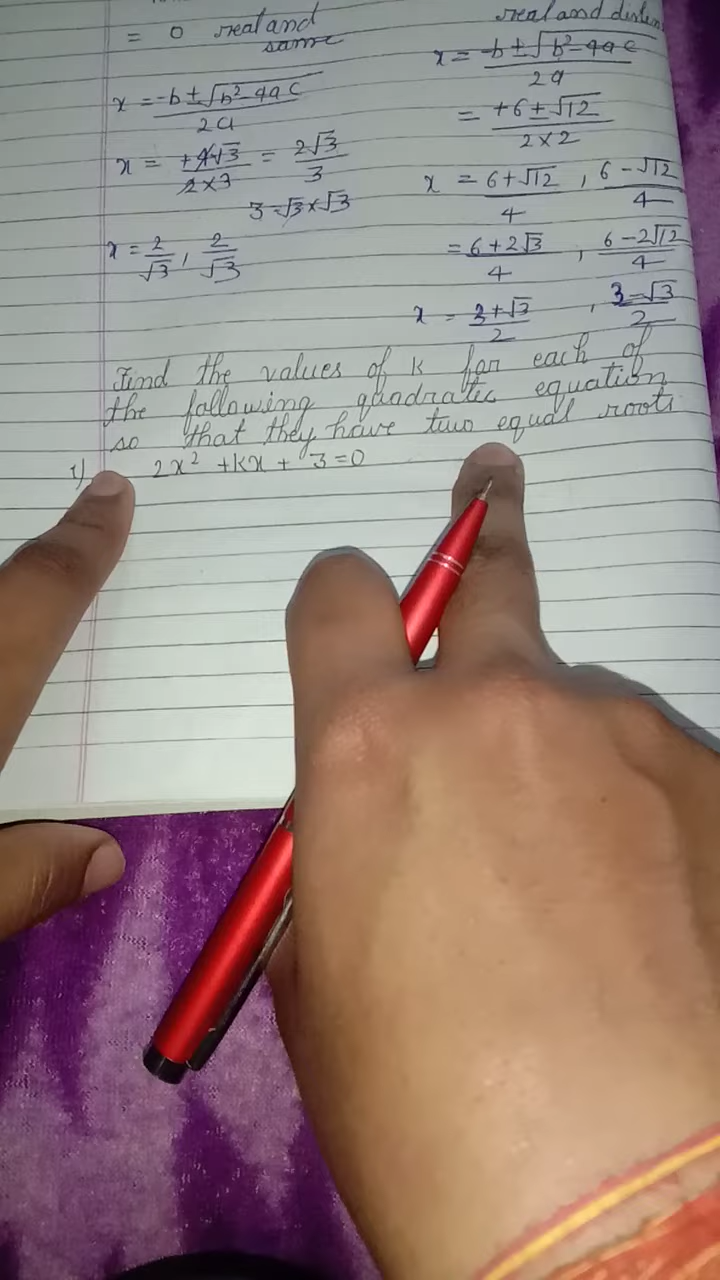 = 0 real and
same
x = -b ± √b² 4ac
2a
x = +4√3 = 2√3
2×3 3
3=√3×√3
x = 2 , 2
√3 √3
real and distin
x = -b ± √b² 4ac
2a
= +6 ± √12
2×2
x = 6+√12 , 6-√12
4 4
= 6+2√3 , 6-2√12
4 4
x = 3+√3 , 3-√3
2 2
Find the values of k for each of
the following quadratic equation
so that they have two equal roots
1) 2x² + kx + 3 = 0